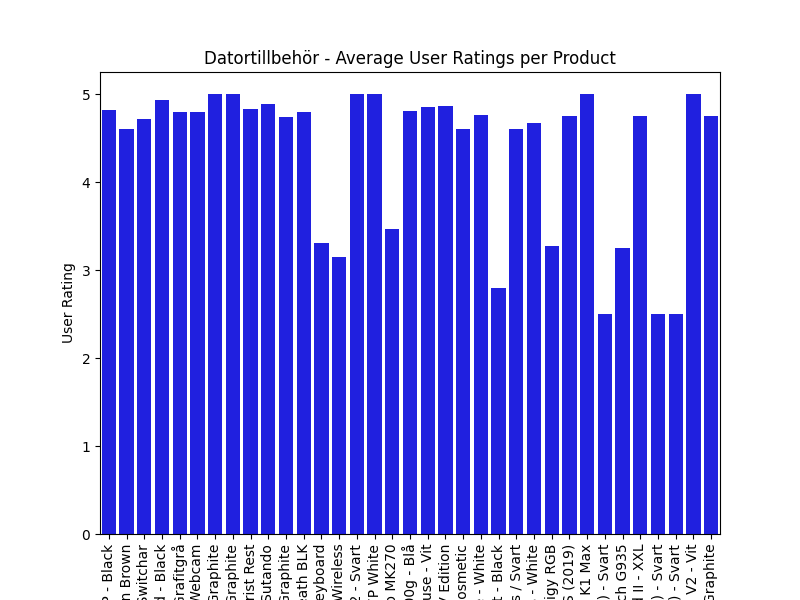 Datortillbehör - Average User Ratings per Product
User Rating
5
4
3
2
1
0
P - Black
n Brown
Switchar
d - Black
Grafitgrå
Webcam
Graphite
Graphite
rist Rest
Sutando
Graphite
eath BLK
eyboard
Wireless
2 - Svart
TP White
o MK270
00g - Blå
use - Vit
V Edition
osmetic
- White
t - Black
s / Svart
- White
igy RGB
S (2019)
K1 Max
) - Svart
ch G935
d II - XXL
) - Svart
) - Svart
V2 - Vit
Graphite